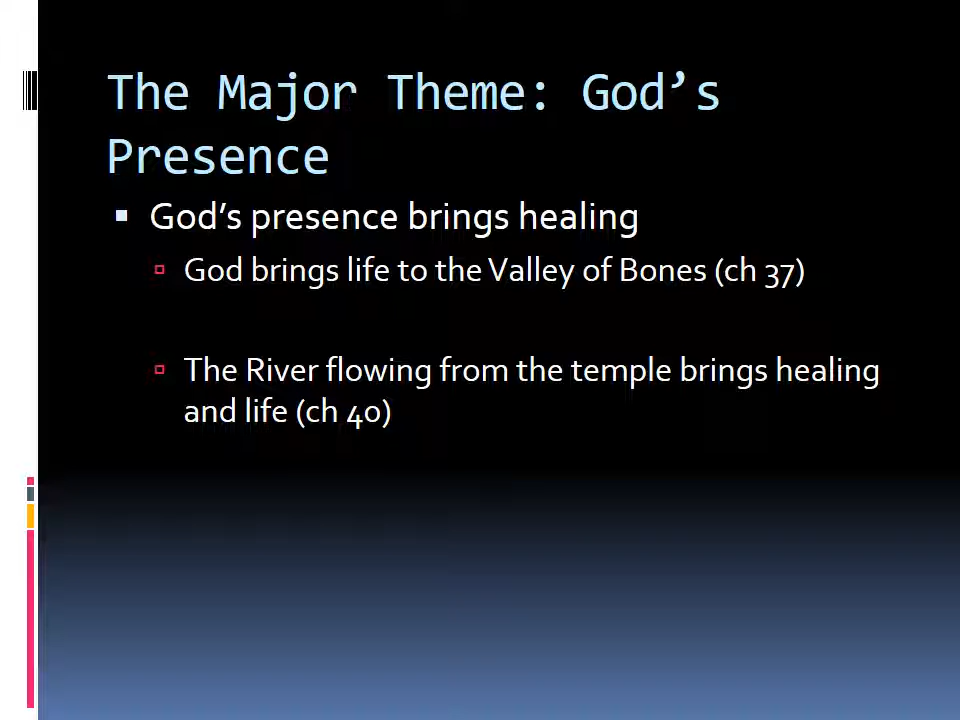 The Major Theme: God’s
Presence
God’s presence brings healing
God brings life to the Valley of Bones (ch 37)
The River flowing from the temple brings healing
and life (ch 40)